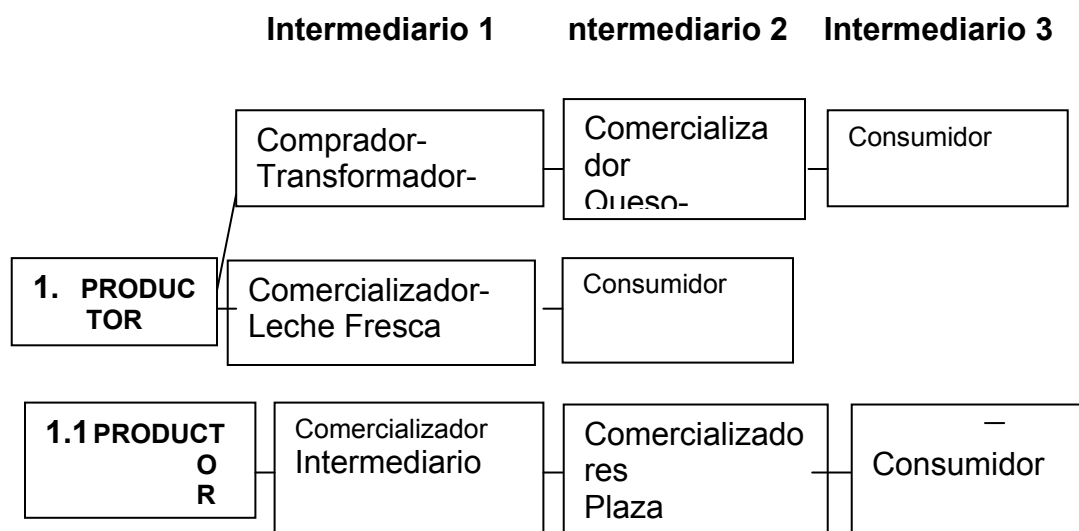 Intermediario 1 ntermediario 2 Intermediario 3
Comprador-
Transformador-
Comercializa
dor
Queso-
Consumidor
1. PRODUC
TOR
Comercializador-
Leche Fresca
Consumidor
1.1 PRODUCT
O
R
Comercializador
Intermediario
Comercializado
res
Plaza
Consumidor